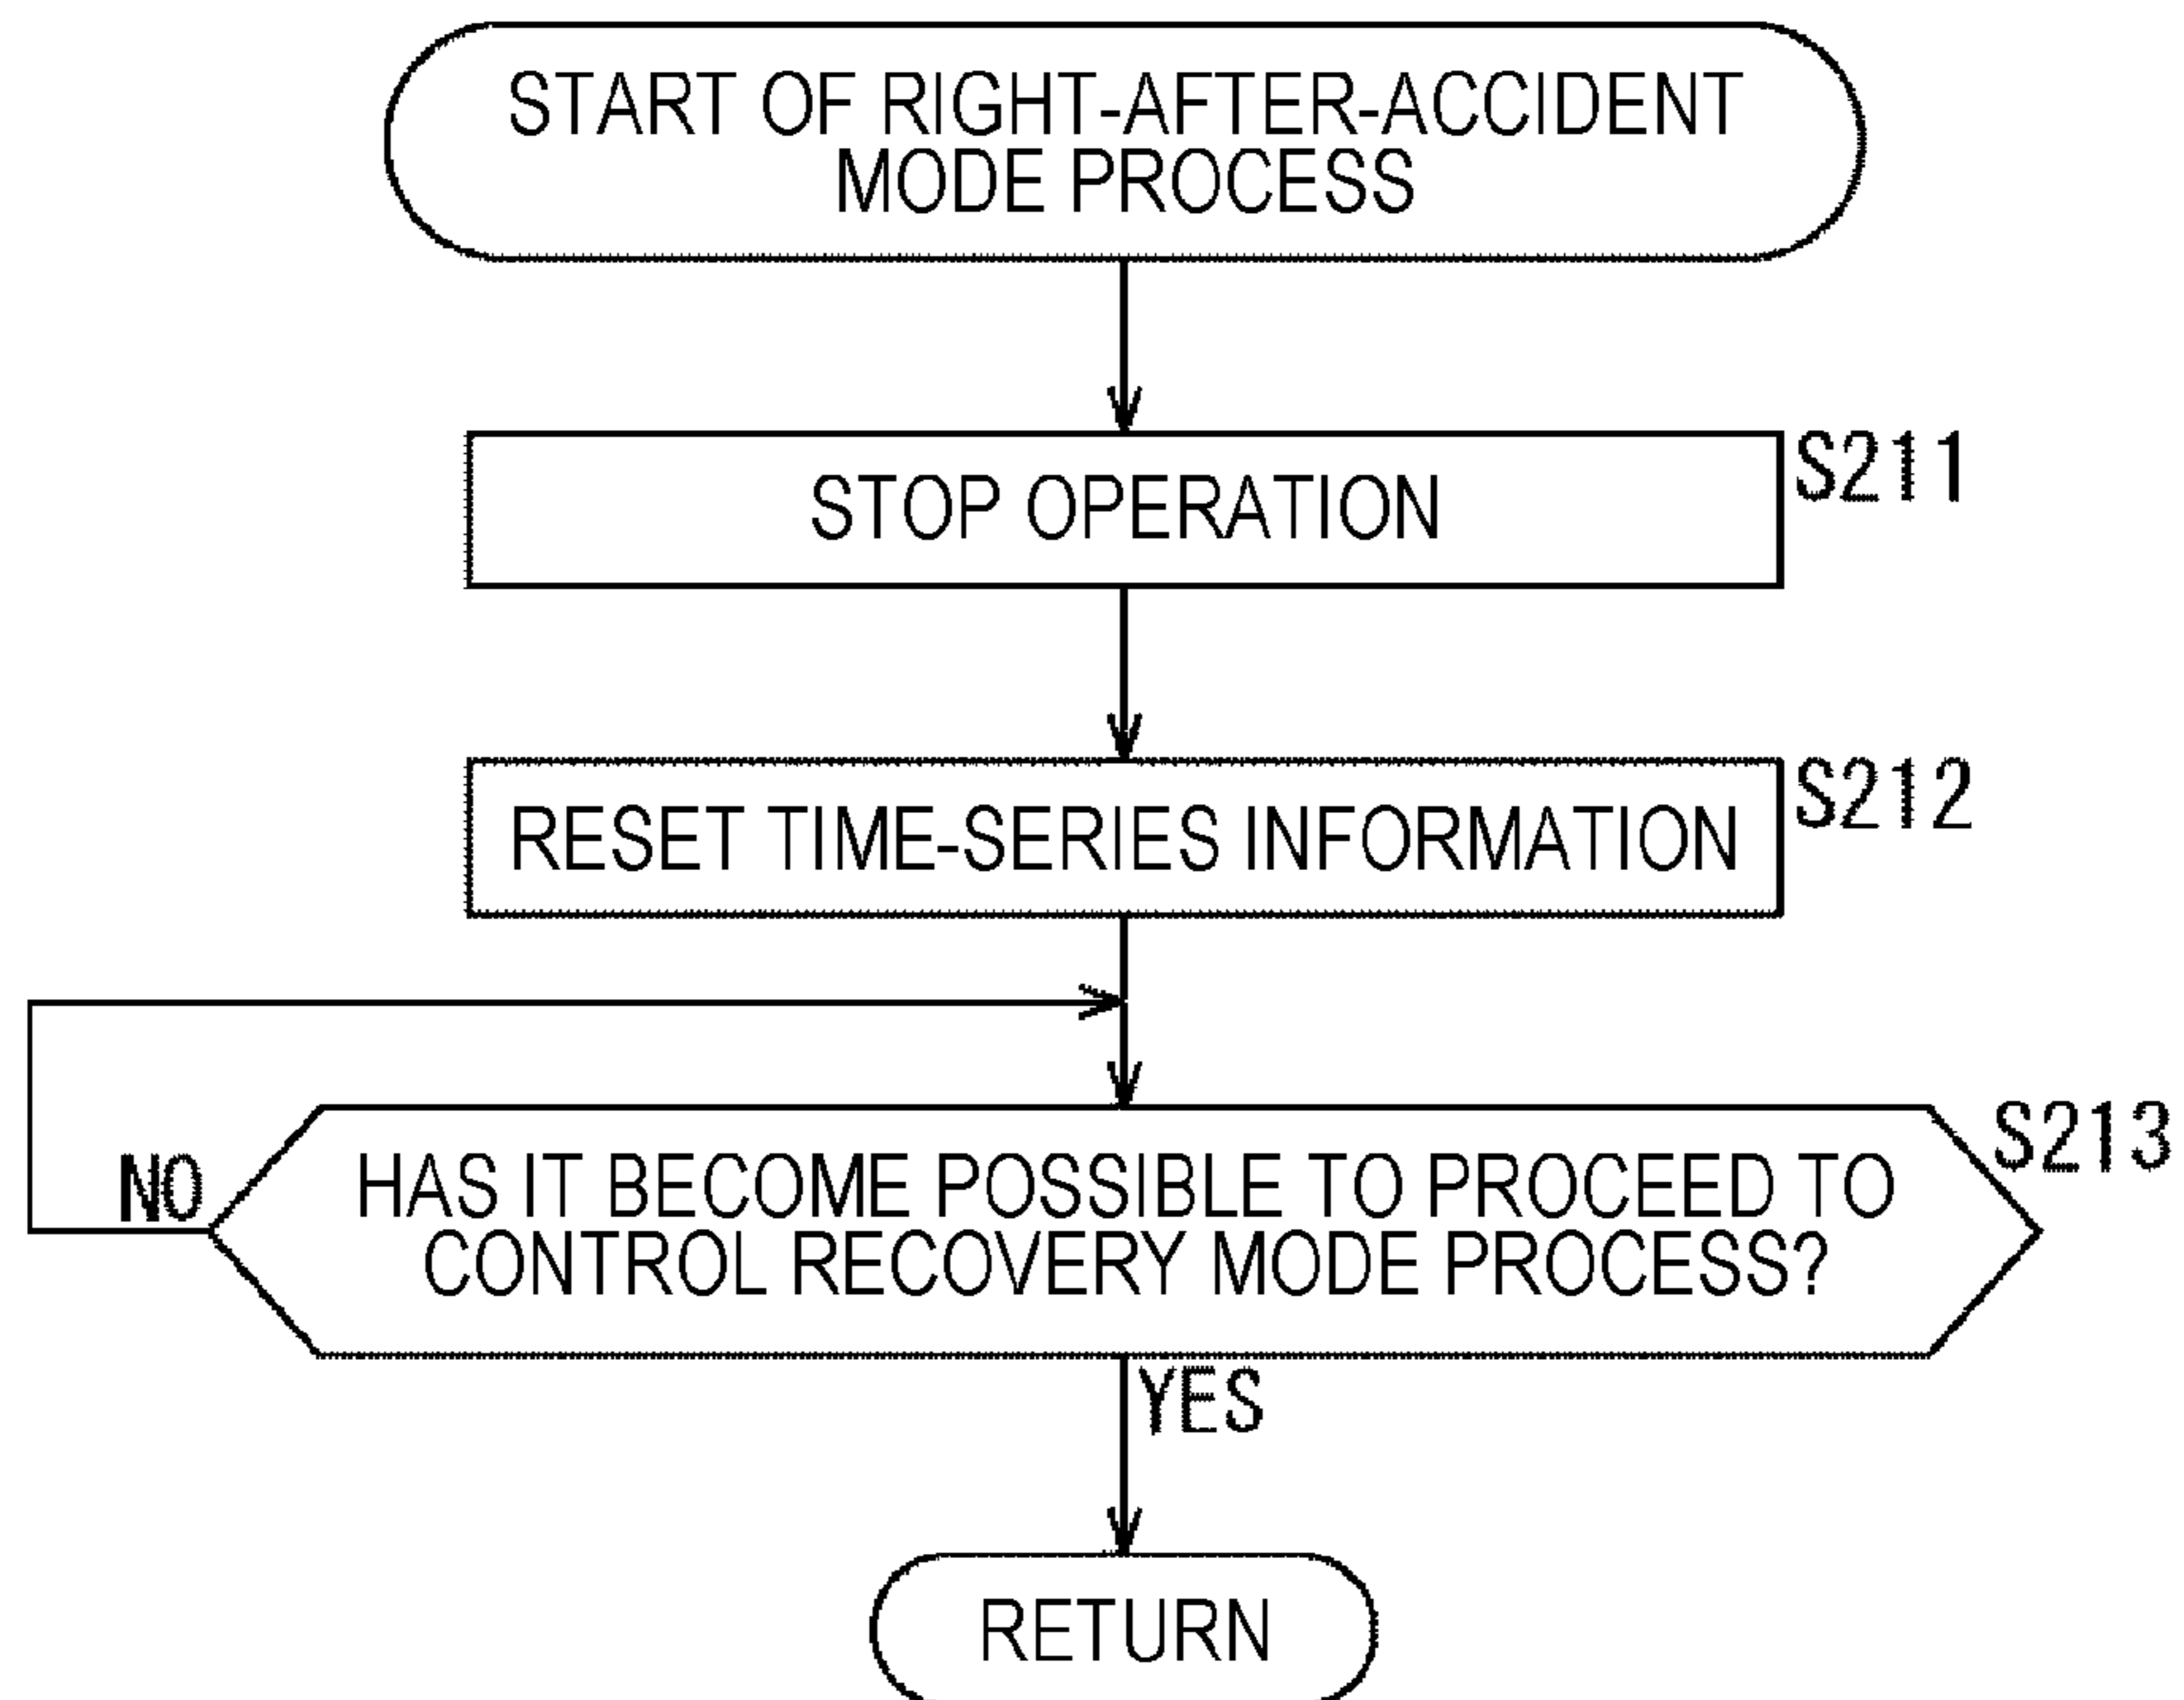 START OF RIGHT-AFTER-ACCIDENT
MODE PROCESS
STOP OPERATION
S211
RESET TIME-SERIES INFORMATION
S212
HAS IT BECOME POSSIBLE TO PROCEED TO
CONTROL RECOVERY MODE PROCESS?
S213
NO
YES
RETURN